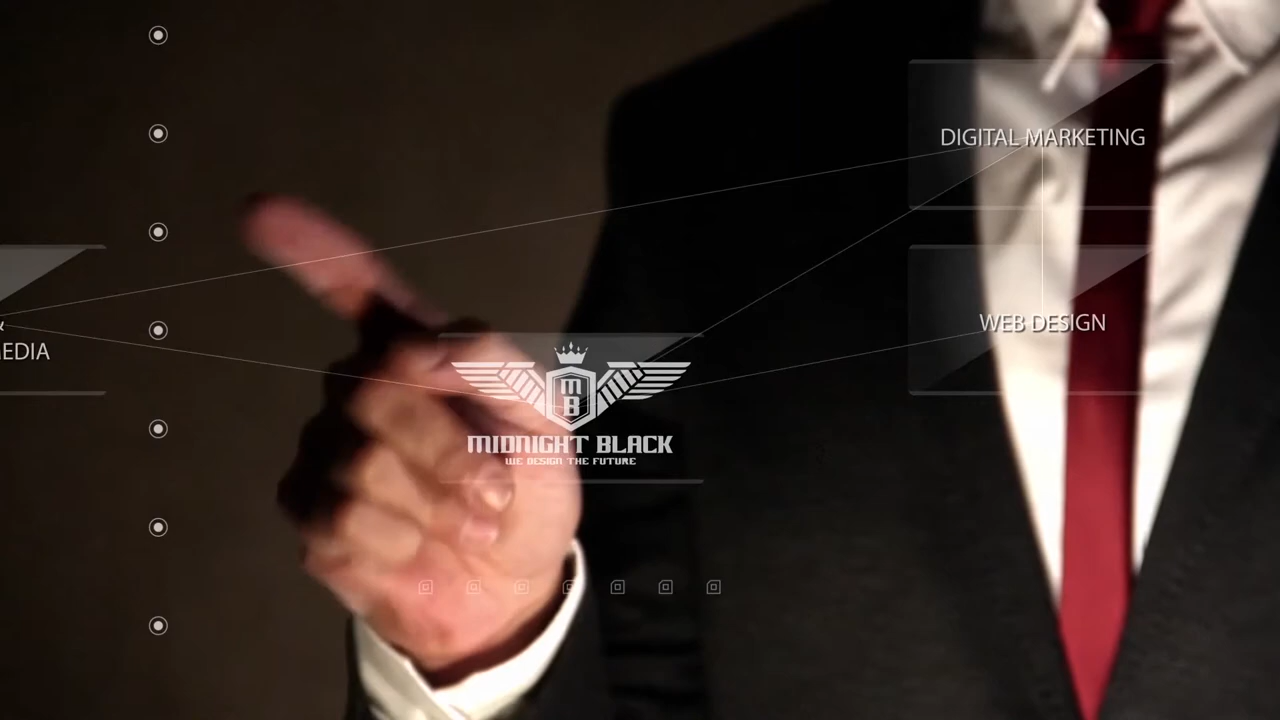 DIGITAL MARKETING
WEB DESIGN
&
EDIA
MB
MIDNIGHT BLACK
WE DESIGN THE FUTURE